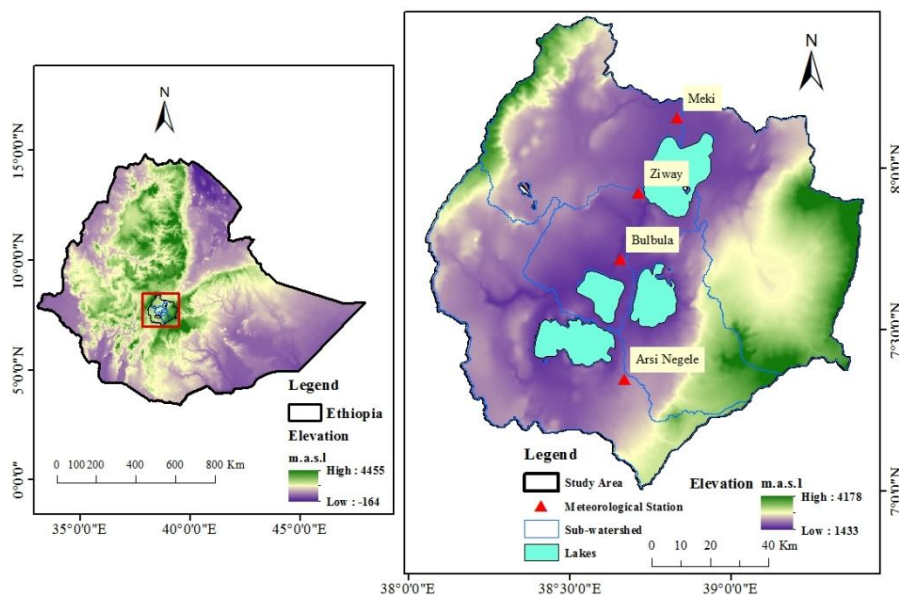 N
15°0'0"N
10°0'0"N
5°0'0"N
0°0'0"
Legend
Ethiopia
Elevation
m.a.s.l
High : 4455
Low : -164
0 100 200 400 600 800 Km
35°0'0"E 40°0'0"E 45°0'0"E
N
Meki
Ziway
Bulbula
Arsi Negele
8°0'0"N
7°30'0"N
7°0'0"N
Legend
Study Area
Meteorological Station
Sub-watershed
Lakes
Elevation m.a.s.l
High : 4178
Low : 1433
0 10 20 40 Km
38°0'0"E 38°30'0"E 39°0'0"E